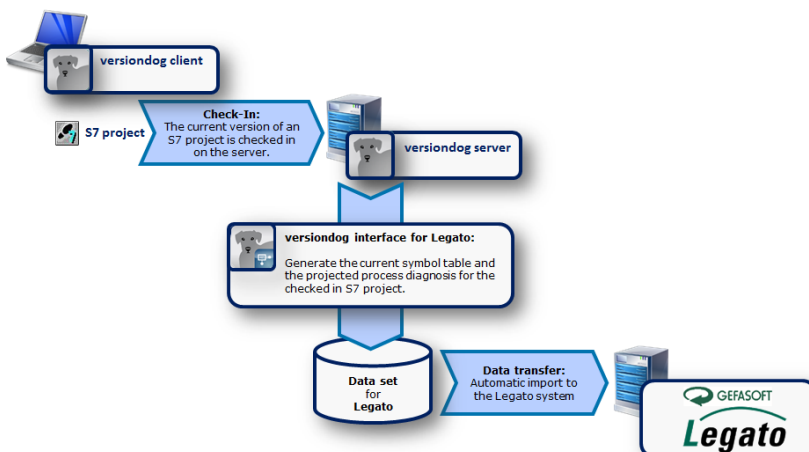 versiondog client
S7 project
Check-In:
The current version of an
S7 project is checked in
on the server.
versiondog server
versiondog interface for Legato:
Generate the current symbol table and
the projected process diagnosis for the
checked in S7 project.
Data set
for
Legato
Data transfer:
Automatic import to
the Legato system
GEFASOFT
Legato